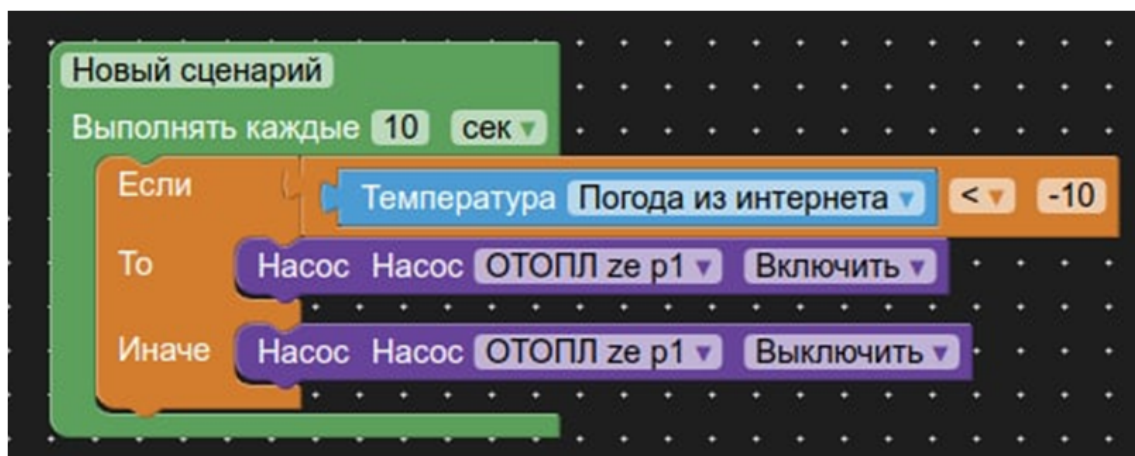 Новый сценарий
Выполнять каждые 10 сек
Если Температура Погода из интернета < -10
То Насос Насос ОТОПЛ ze p1 Включить
Иначе Насос Насос ОТОПЛ ze p1 Выключить